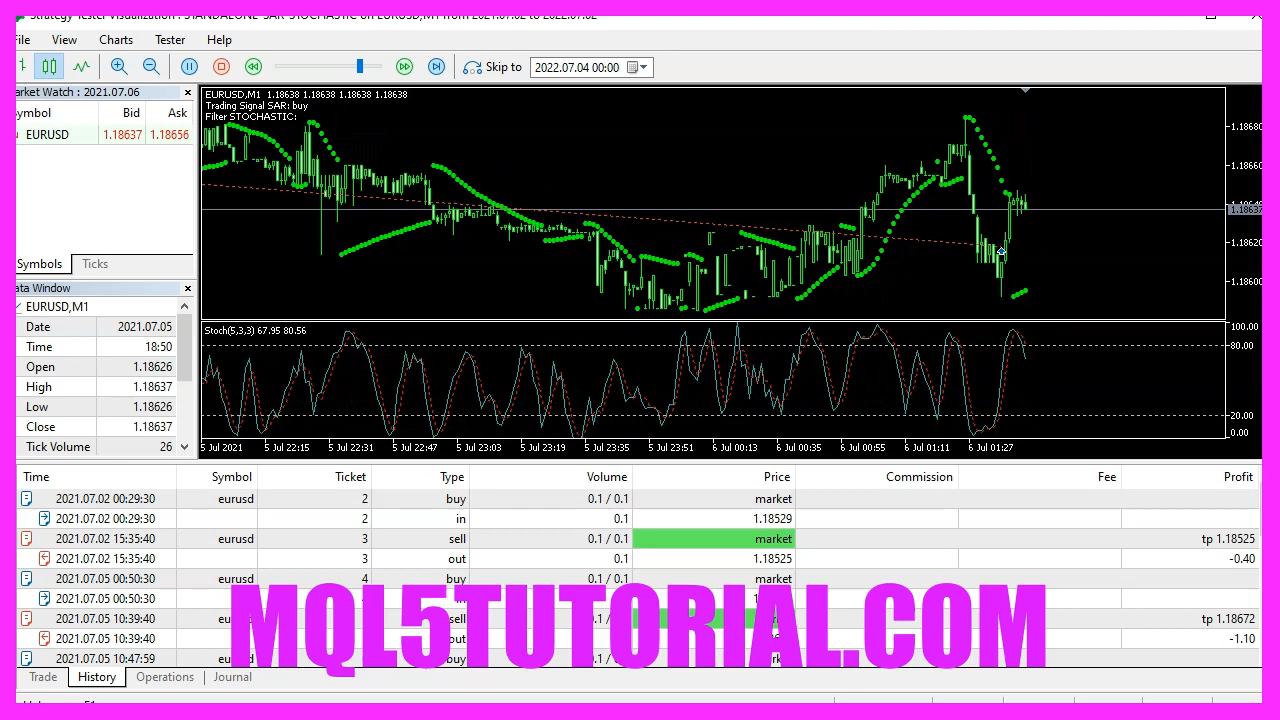 Strategy Tester Visualization : STANDALONE-SAR-STOCHASTIC on EURUSD,M1 from 2021.07.02 to 2022.07.02
File View Charts Tester Help
Skip to 2022.07.04 00:00
Market Watch : 2021.07.06
Symbol Bid Ask
EURUSD 1.18637 1.18656
Symbols Ticks
Data Window
EURUSD,M1
Date 2021.07.05
Time 18:50
Open 1.18626
High 1.18637
Low 1.18626
Close 1.18637
Tick Volume 26
EURUSD,M1 1.18638 1.18638 1.18638 1.18638
Trading Signal SAR: buy
Filter STOCHASTIC:
1.18680
1.18660
1.18637
1.18620
1.18600
Stoch(5,3,3) 67.95 80.56
100.00
80.00
20.00
0.00
5 Jul 2021 5 Jul 22:15 5 Jul 22:31 5 Jul 22:47 5 Jul 23:03 5 Jul 23:19 5 Jul 23:35 5 Jul 23:51 6 Jul 00:13 6 Jul 00:35 6 Jul 00:55 6 Jul 01:11 6 Jul 01:27
Time Symbol Ticket Type Volume Price Commission Fee Profit
2021.07.02 00:29:30 eurusd 2 buy 0.1 / 0.1 market
2021.07.02 00:29:30 2 in 0.1 1.18529
2021.07.02 15:35:40 eurusd 3 sell 0.1 / 0.1 market tp 1.18525
2021.07.02 15:35:40 3 out 0.1 1.18525 -0.40
2021.07.05 00:50:30 eurusd 4 buy 0.1 / 0.1 market
2021.07.05 00:50:30
2021.07.05 10:39:40 eurusd sell tp 1.18672
2021.07.05 10:39:40 out -1.10
2021.07.05 10:47:59 eurusd buy
MQL5TUTORIAL.COM
Trade History Operations Journal